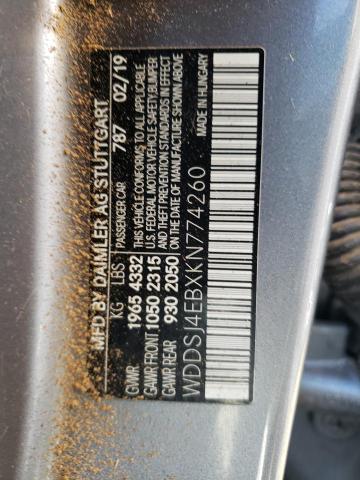 MFD BY DAIMLER AG STUTTGART
KG LBS PASSENGER CAR 787 02/19
GVWR 1965 4332 THIS VEHICLE CONFORMS TO ALL APPLICABLE
GAWR FRONT 1050 2315 U.S. FEDERAL MOTOR VEHICLE SAFETY, BUMPER
GAWR REAR 930 2050 AND THEFT PREVENTION STANDARDS IN EFFECT
ON THE DATE OF MANUFACTURE SHOWN ABOVE.
WDDSJ4EBXKN774260
MADE IN HUNGARY